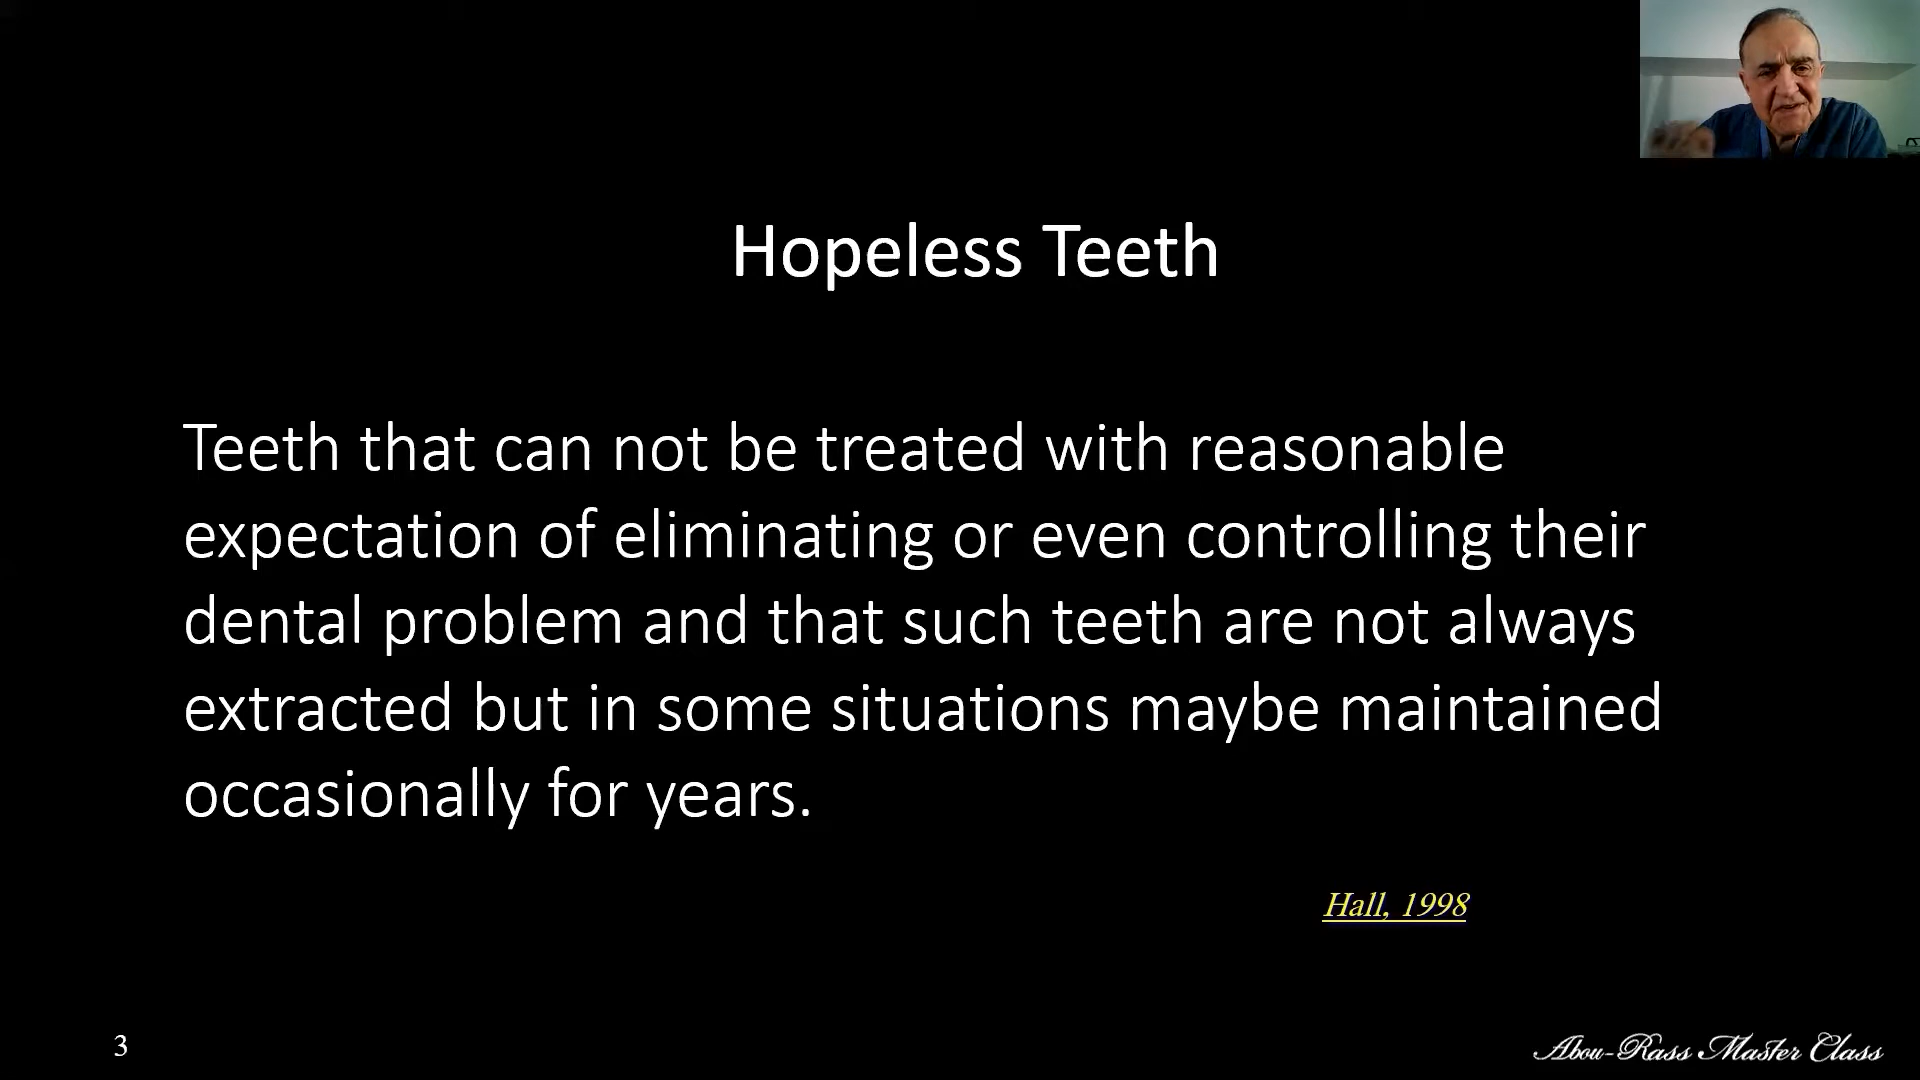 Hopeless Teeth
Teeth that can not be treated with reasonable
expectation of eliminating or even controlling their
dental problem and that such teeth are not always
extracted but in some situations maybe maintained
occasionally for years.
Hall, 1998
3
Abou-Rass Master Class